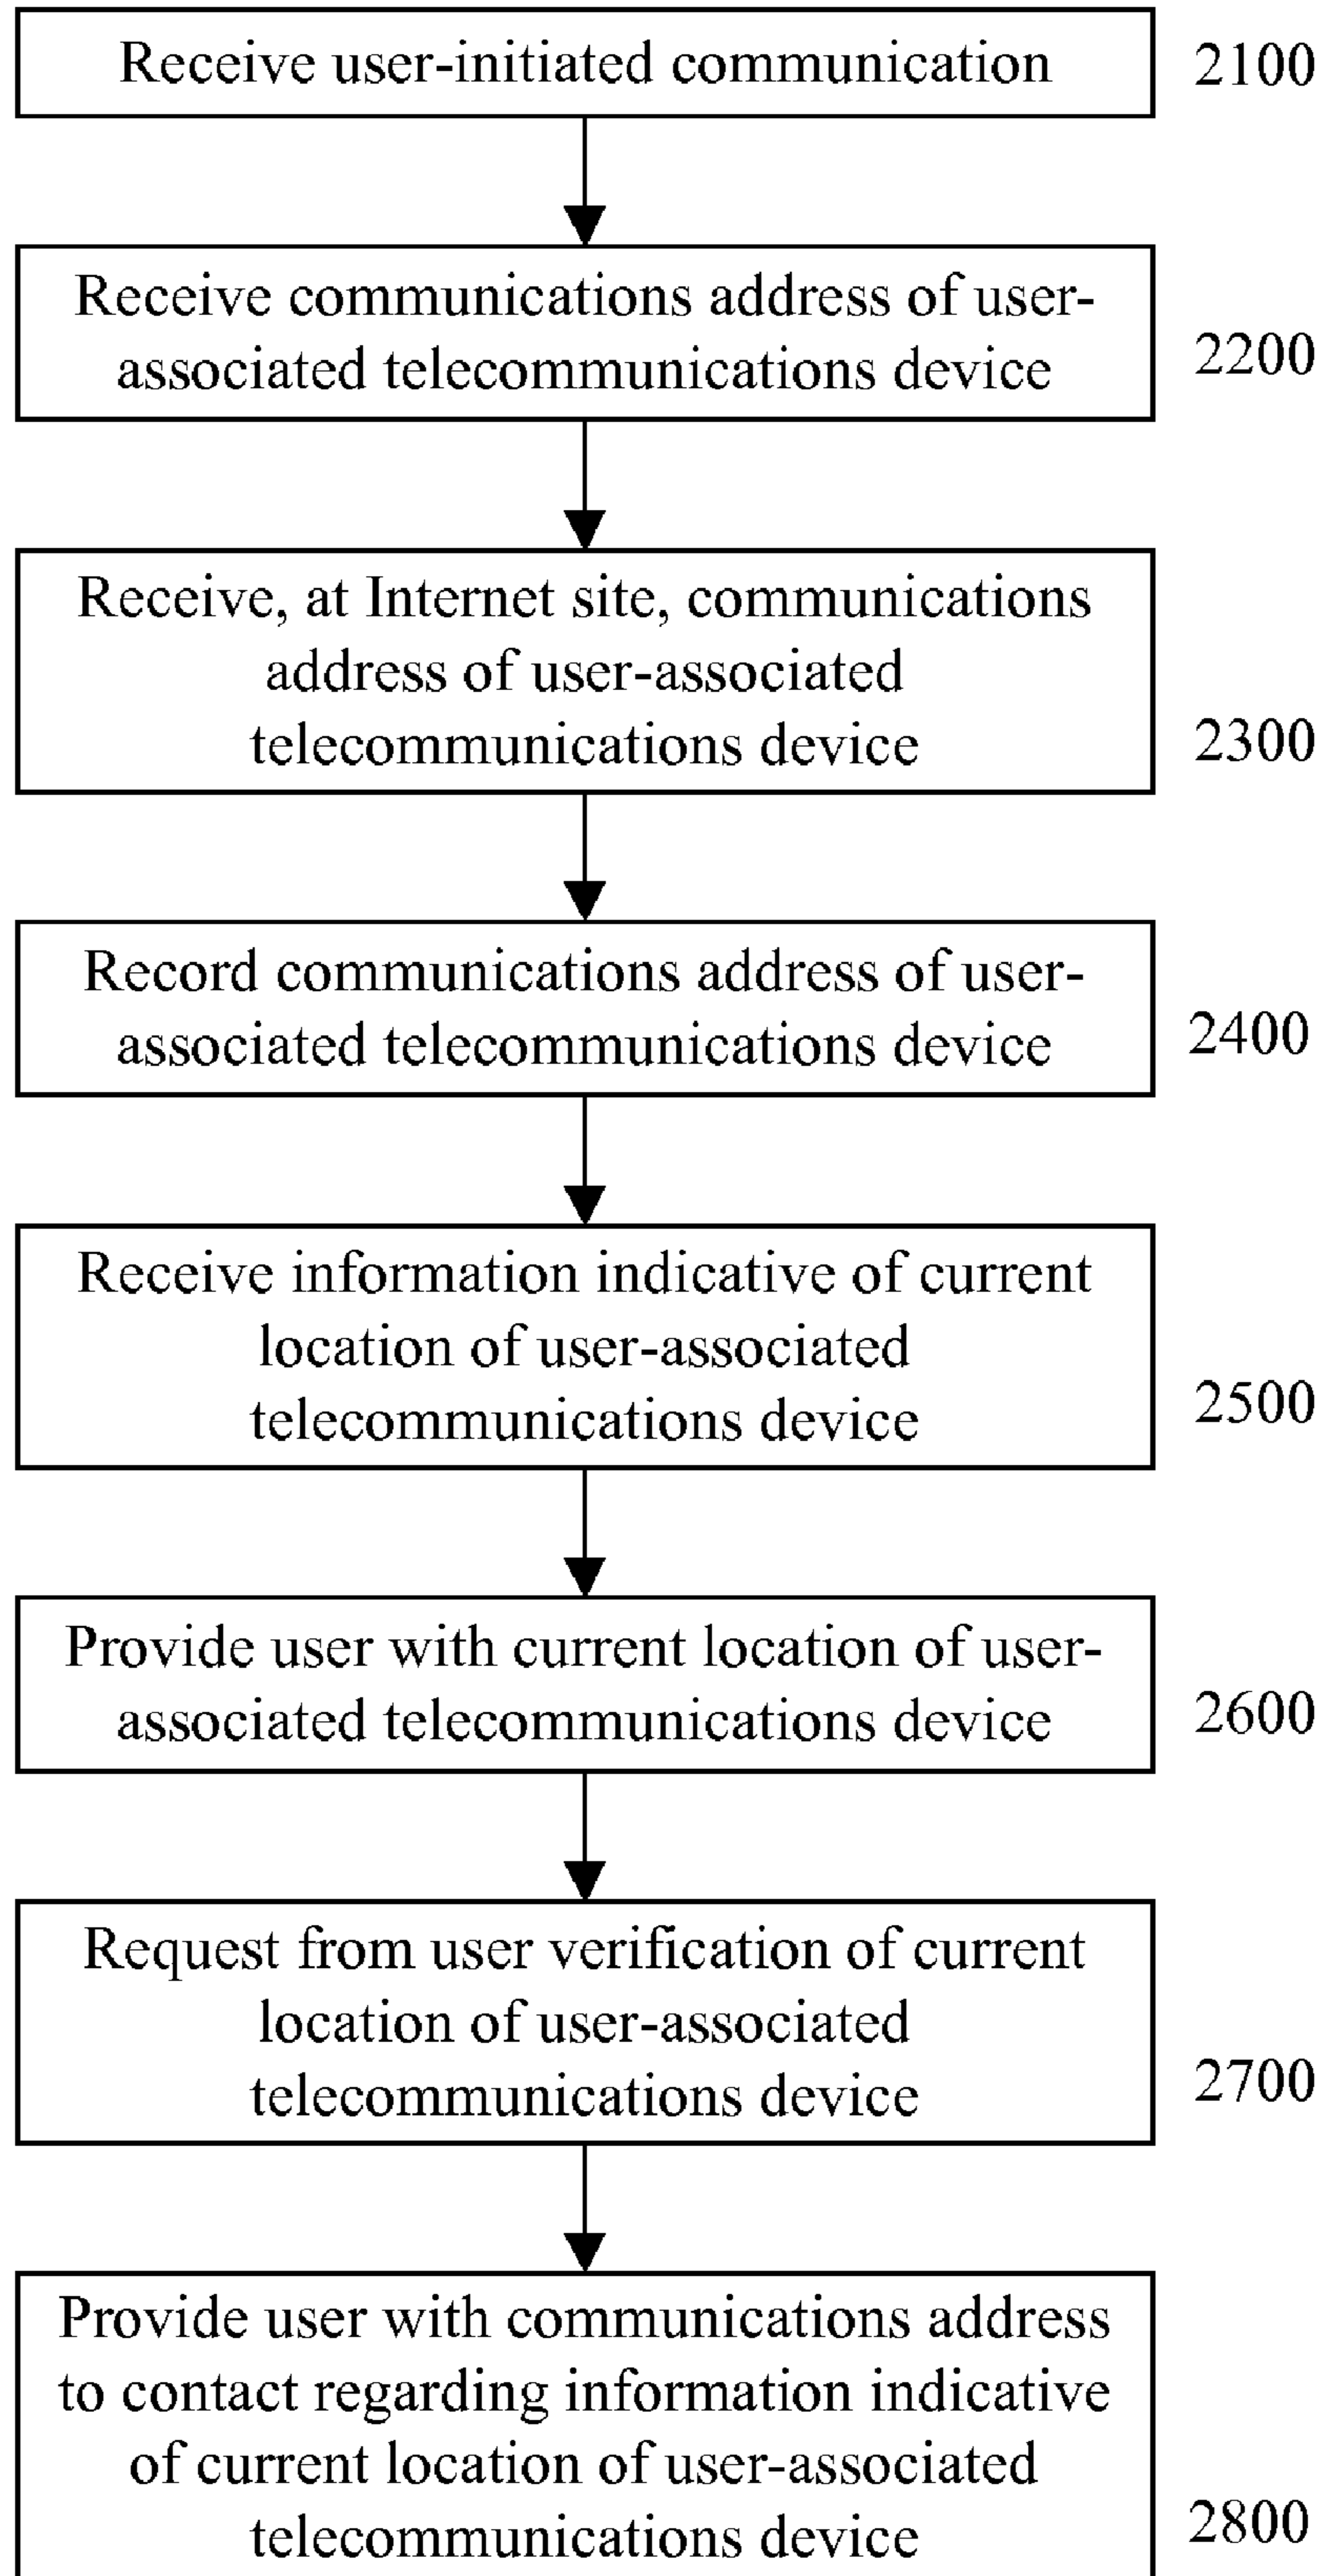 Receive user-initiated communication
2100
Receive communications address of user-
associated telecommunications device
2200
Receive, at Internet site, communications
address of user-associated
telecommunications device
2300
Record communications address of user-
associated telecommunications device
2400
Receive information indicative of current
location of user-associated
telecommunications device
2500
Provide user with current location of user-
associated telecommunications device
2600
Request from user verification of current
location of user-associated
telecommunications device
2700
Provide user with communications address
to contact regarding information indicative
of current location of user-associated
telecommunications device
2800